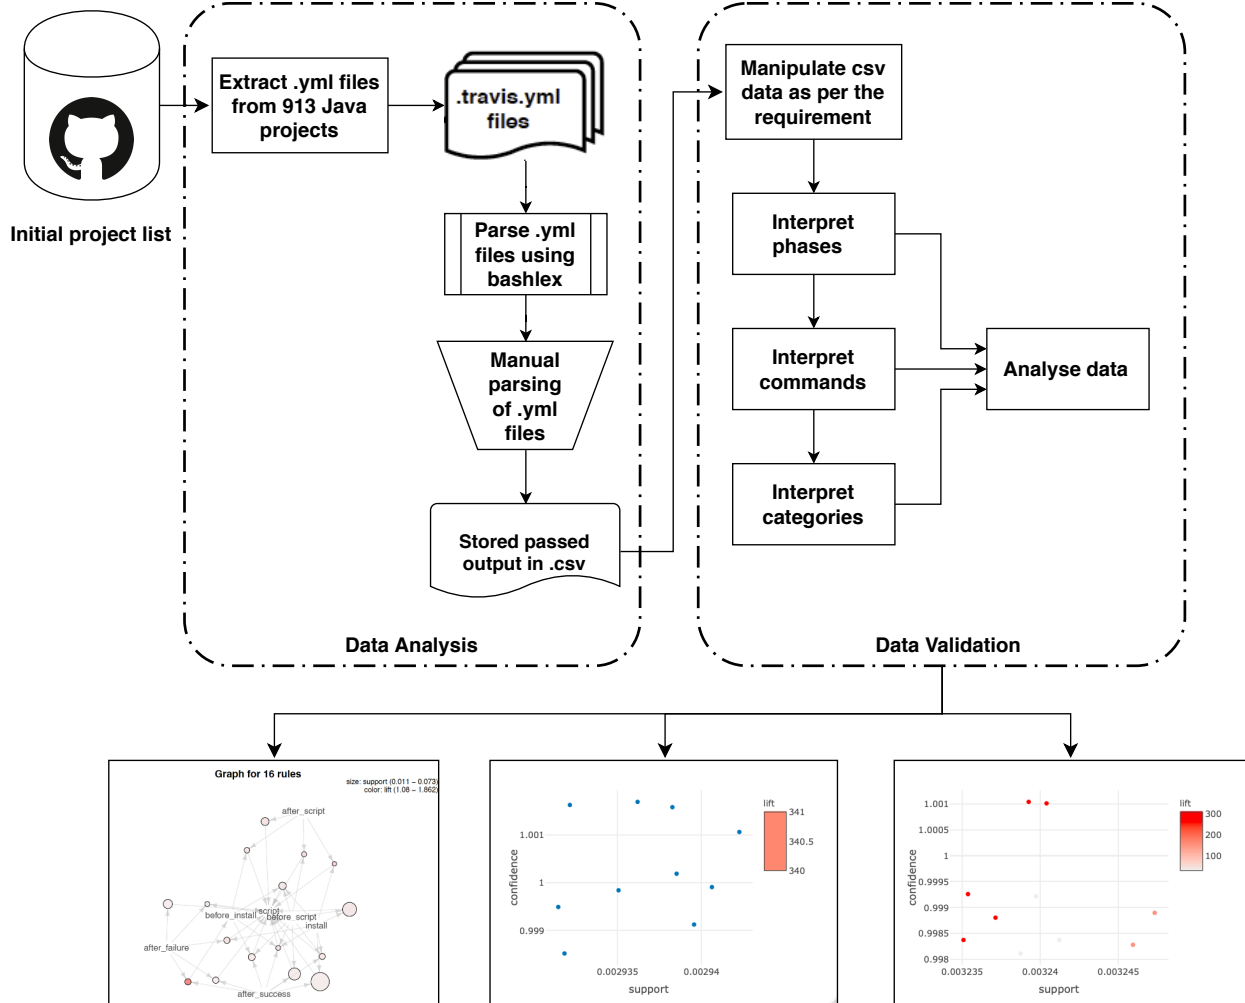 Initial project list
Extract .yml files
from 913 Java
projects
.travis.yml
files
Parse .yml
files using
bashlex
Manual
parsing
of .yml
files
Stored passed
output in .csv
Data Analysis
Manipulate csv
data as per the
requirement
Interpret
phases
Interpret
commands
Interpret
categories
Analyse data
Data Validation
Graph for 16 rules
size: support (0.011 – 0.073)
color: lift (1.08 – 1.862)
after_script
before_install
script
before_script
install
after_failure
after_success
lift
341
340.5
340
1.001
1
0.999
confidence
0.002935
0.00294
support
lift
300
200
100
1.001
1.0005
1
0.9995
0.999
0.9985
0.998
confidence
0.003235
0.00324
0.003245
support